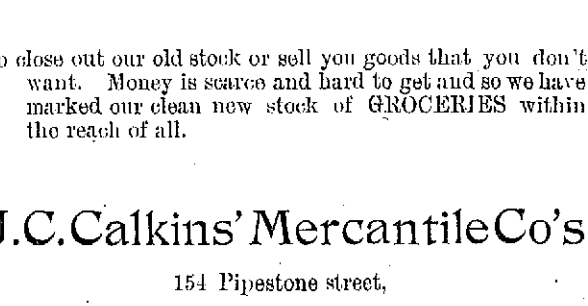 close out our old stock or sell you goods that you don't
want. Money is scarce and hard to get and so we have
marked our clean new stock of GROCERIES within
the reach of all.
J.C.Calkins' Mercantile Co's
154 Pipestone street,